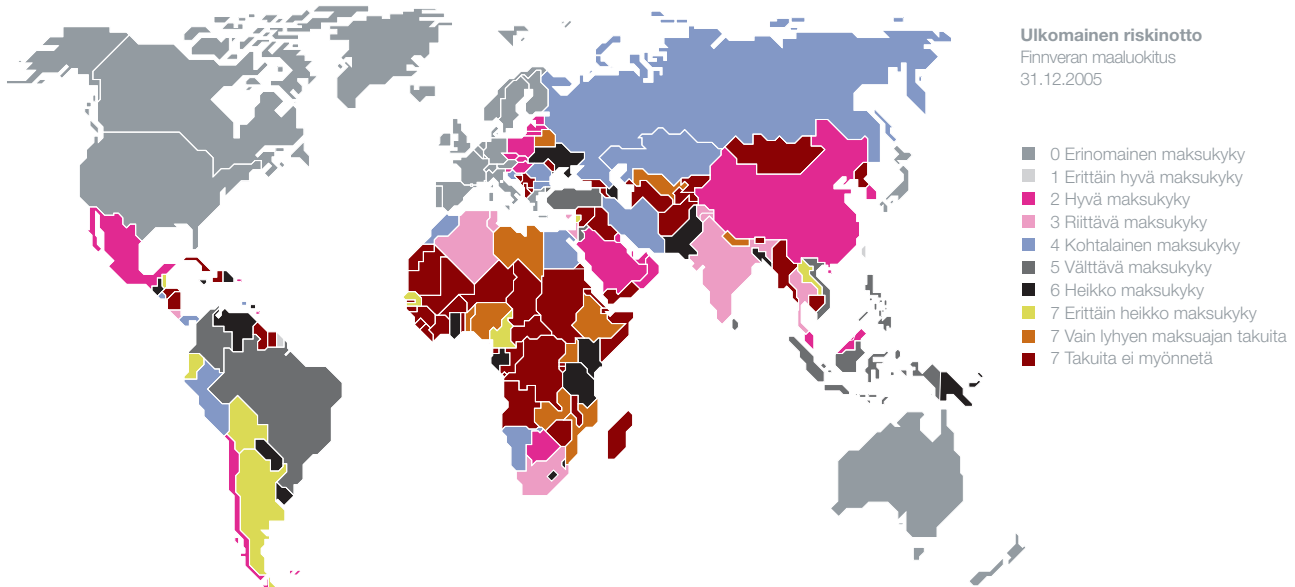 Ulkomainen riskinotto
Finnveran maaluokitus
31.12.2005
0 Erinomainen maksukyky
1 Erittäin hyvä maksukyky
2 Hyvä maksukyky
3 Riittävä maksukyky
4 Kohtalainen maksukyky
5 Välttävä maksukyky
6 Heikko maksukyky
7 Erittäin heikko maksukyky
7 Vain lyhyen maksuajan takuita
7 Takuita ei myönnetä